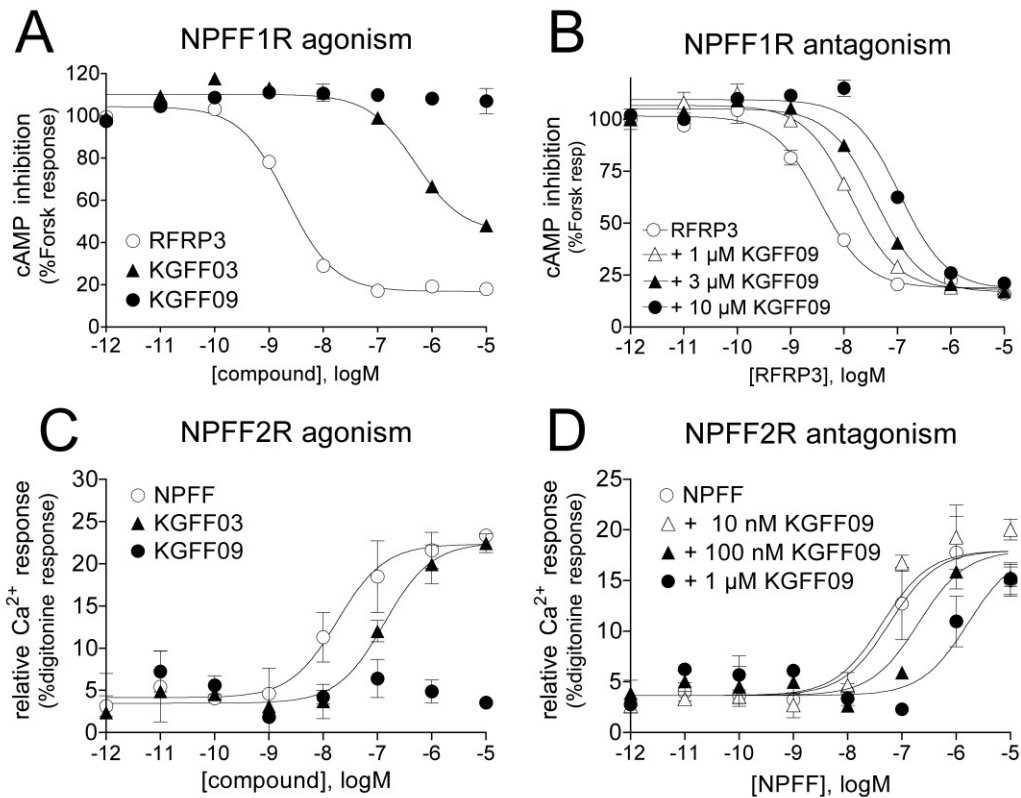 A
NPFF1R agonism
cAMP inhibition
(%Forsk response)
120
100
80
60
40
20
0
RFRP3
KGFF03
KGFF09
-12 -11 -10 -9 -8 -7 -6 -5
[compound], logM
B
NPFF1R antagonism
cAMP inhibition
(%Forsk resp)
100
75
50
25
0
RFRP3
+ 1 µM KGFF09
+ 3 µM KGFF09
+ 10 µM KGFF09
-12 -11 -10 -9 -8 -7 -6 -5
[RFRP3], logM
C
NPFF2R agonism
relative Ca2+ response
(%digitonine response)
30
25
20
15
10
5
0
NPFF
KGFF03
KGFF09
-12 -11 -10 -9 -8 -7 -6 -5
[compound], logM
D
NPFF2R antagonism
relative Ca2+ response
(%digitonine response)
25
20
15
10
5
0
NPFF
+ 10 nM KGFF09
+ 100 nM KGFF09
+ 1 µM KGFF09
-12 -11 -10 -9 -8 -7 -6 -5
[NPFF], logM